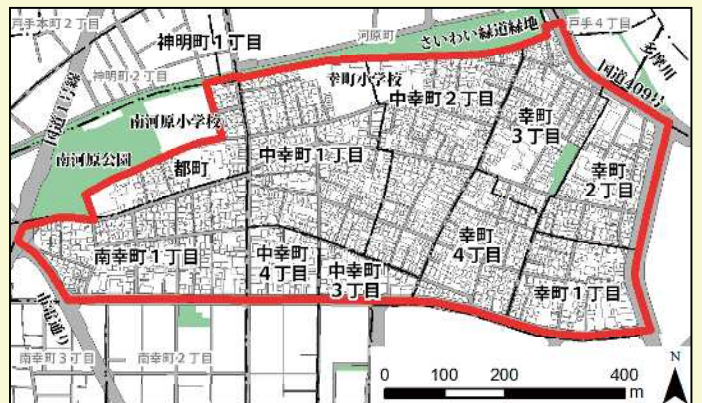 戸手本町2丁目
神明町1丁目
河原町
さいわい緑道緑地
戸手4丁目
多摩川
国道409号
神明町2丁目
国道1号線
幸町小学校
南河原小学校
中幸町2丁目
幸町
3丁目
南河原公園
都町
中幸町1丁目
幸町
2丁目
南幸町1丁目
中幸町
4丁目
中幸町
3丁目
幸町
4丁目
幸町1丁目
市電通り
南幸町3丁目
南幸町2丁目
N
0 100 200 400
m